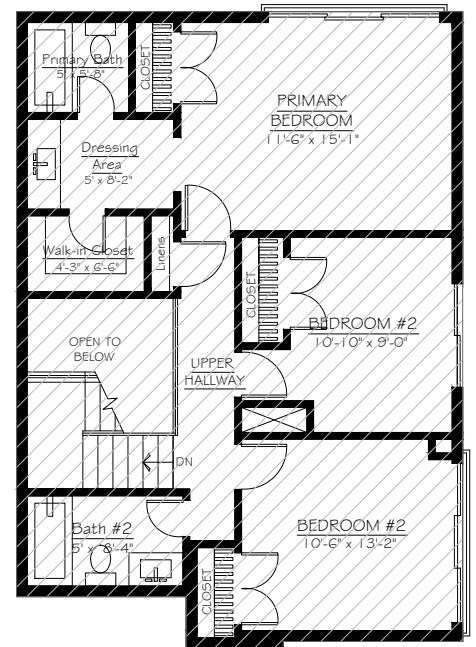 Primary Bath
5' x 5'-8"
CLOSET
PRIMARY
BEDROOM
11'-6" x 15'-1"
Dressing
Area
5' x 8'-2"
Walk-in Closet
4'-3" x 6'-6"
Linens
CLOSET
BEDROOM #2
10'-10" x 9'-0"
OPEN TO
BELOW
UPPER
HALLWAY
DN
Bath #2
5' x 8'-4"
BEDROOM #2
10'-6" x 13'-2"
CLOSET